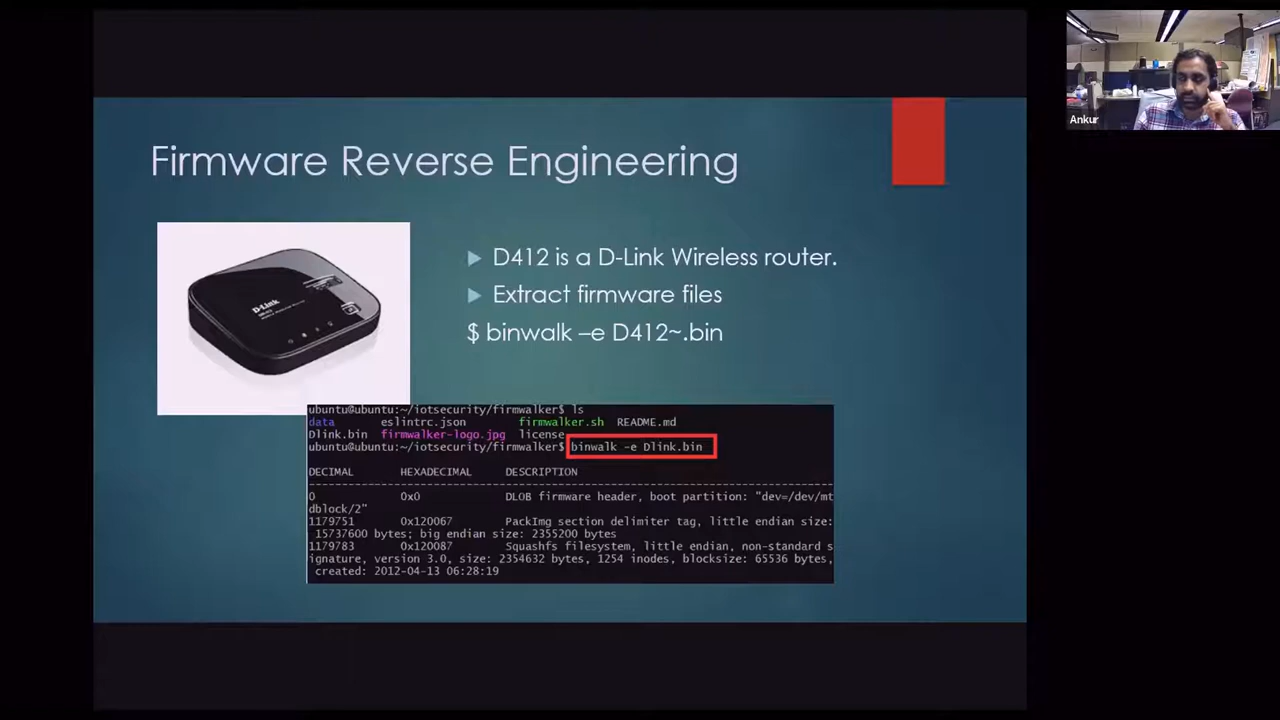 Ankur
Firmware Reverse Engineering
D-Link
D412 is a D-Link Wireless router.
Extract firmware files
$ binwalk –e D412~.bin
ubuntu@ubuntu:~/iotsecurity/firmwalker$ ls
data eslintrc.json firmwalker.sh README.md
Dlink.bin firmwalker-logo.jpg license
ubuntu@ubuntu:~/iotsecurity/firmwalker$ binwalk -e Dlink.bin
DECIMAL HEXADECIMAL DESCRIPTION
--------------------------------------------------------------------------------
0 0x0 DLOB firmware header, boot partition: "dev=/dev/mt
dblock/2"
1179751 0x120067 PackImg section delimiter tag, little endian size:
15737600 bytes; big endian size: 2355200 bytes
1179783 0x120087 Squashfs filesystem, little endian, non-standard s
ignature, version 3.0, size: 2354632 bytes, 1254 inodes, blocksize: 65536 bytes,
created: 2012-04-13 06:28:19